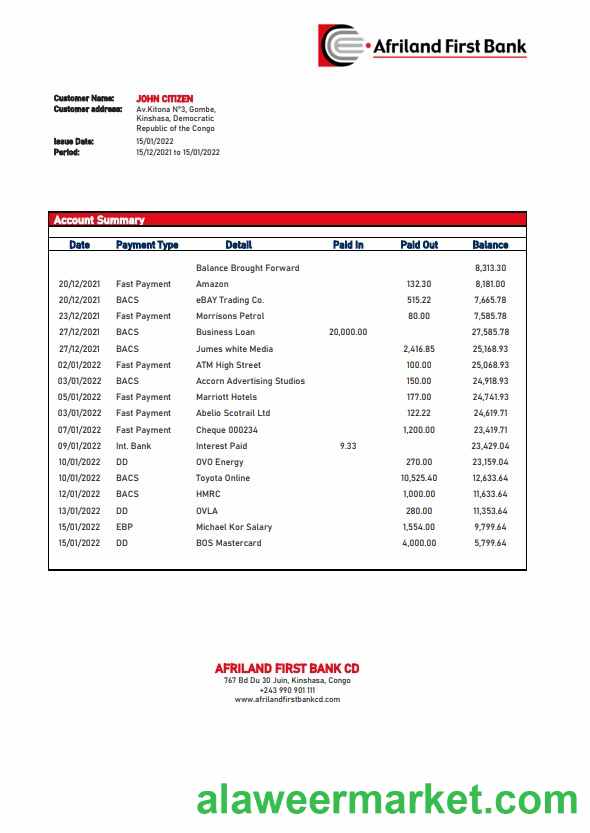 Afriland First Bank
Customer Name: JOHN CITIZEN
Customer address: Av.Kitona N°3, Gombe,
Kinshasa, Democratic
Republic of the Congo
Issue Date: 15/01/2022
Period: 15/12/2021 to 15/01/2022
Account Summary
Date Payment Type Detail Paid In Paid Out Balance
Balance Brought Forward 8,313.30
20/12/2021 Fast Payment Amazon 132.30 8,181.00
20/12/2021 BACS eBAY Trading Co. 515.22 7,665.78
23/12/2021 Fast Payment Morrisons Petrol 80.00 7,585.78
27/12/2021 BACS Business Loan 20,000.00 27,585.78
27/12/2021 BACS Jumes white Media 2,416.85 25,168.93
02/01/2022 Fast Payment ATM High Street 100.00 25,068.93
03/01/2022 BACS Accorn Advertising Studios 150.00 24,918.93
05/01/2022 Fast Payment Marriott Hotels 177.00 24,741.93
03/01/2022 Fast Payment Abelio Scotrail Ltd 122.22 24,619.71
07/01/2022 Fast Payment Cheque 000234 1,200.00 23,419.71
09/01/2022 Int. Bank Interest Paid 9.33 23,429.04
10/01/2022 DD OVO Energy 270.00 23,159.04
10/01/2022 BACS Toyota Online 10,525.40 12,633.64
12/01/2022 BACS HMRC 1,000.00 11,633.64
13/01/2022 DD OVLA 280.00 11,353.64
15/01/2022 EBP Michael Kor Salary 1,554.00 9,799.64
15/01/2022 DD BOS Mastercard 4,000.00 5,799.64
AFRILAND FIRST BANK CD
767 Bd Du 30 Juin, Kinshasa, Congo
+243 990 901 111
www.afrilandfirstbankcd.com
alaweermarket.com